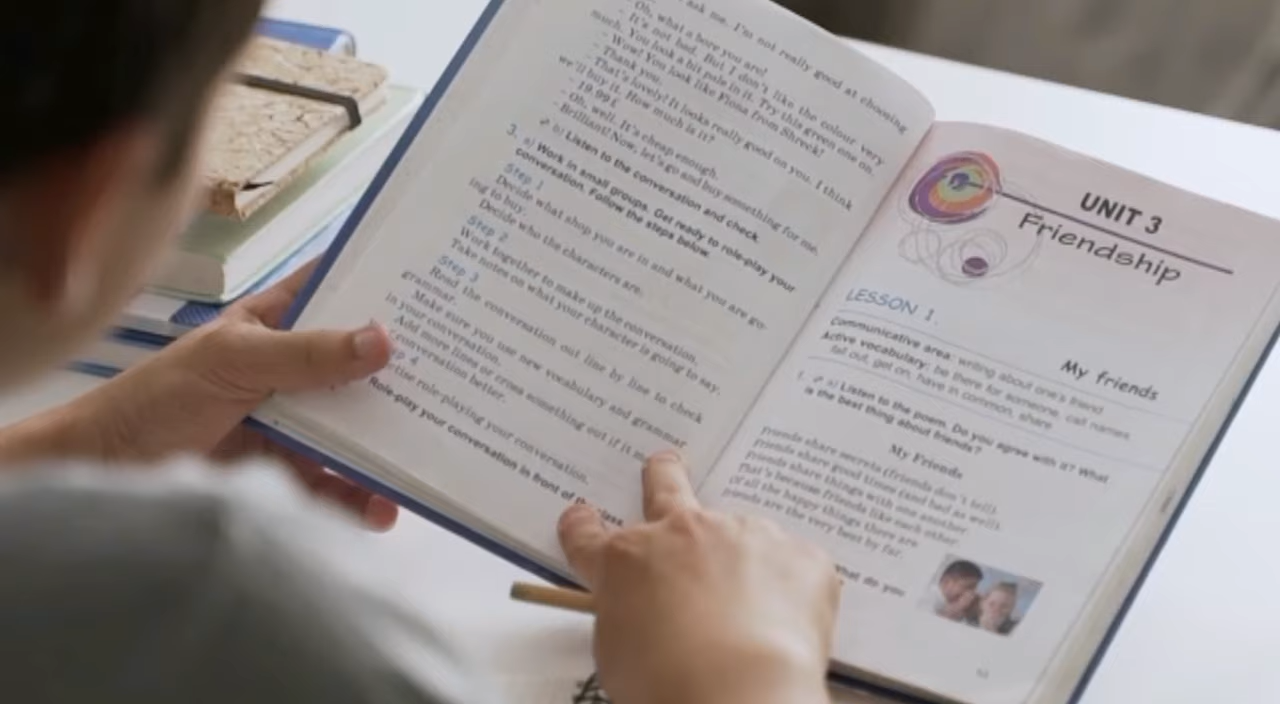 ask me. I'm not really good at choosing
- Oh, what a bore you are!
- It's not bad. But I don't like the colour very
much. You look a bit pale in it. Try this green one on.
- Wow! You look like Fiona from Shreck!
- Thank you.
- That's lovely! It looks really good on you. I think
we'll buy it. How much is it?
- 19.99£
- Oh, well. It's cheap enough.
- Brilliant! Now, let's go and buy something for me.
b) Listen to the conversation and check.
3. a) Work in small groups. Get ready to role-play your
conversation. Follow the steps below.
Step 1
Decide what shop you are in and what you are go-
ing to buy.
Decide who the characters are.
Step 2
Work together to make up the conversation.
Take notes on what your character is going to say.
Step 3
Read the conversation out line by line to check
grammar.
Make sure you use new vocabulary and grammar
in your conversation.
Add more lines or cross something out if it
conversation better.
4
role-playing your conversation.
Role-play your conversation in front of class.
UNIT 3
Friendship
LESSON 1.
My friends
Communicative area: writing about one's friend
Active vocabulary: be there for someone, call names,
fall out, get on, have in common, share
1. a) Listen to the poem. Do you agree with it? What
is the best thing about friends?
My Friends
Friends share secrets (friends don't tell).
Friends share good times (and bad as well).
Friends share things with one another.
That's because friends like each other.
Of all the happy things there are
Friends are the very best by far.
What do you